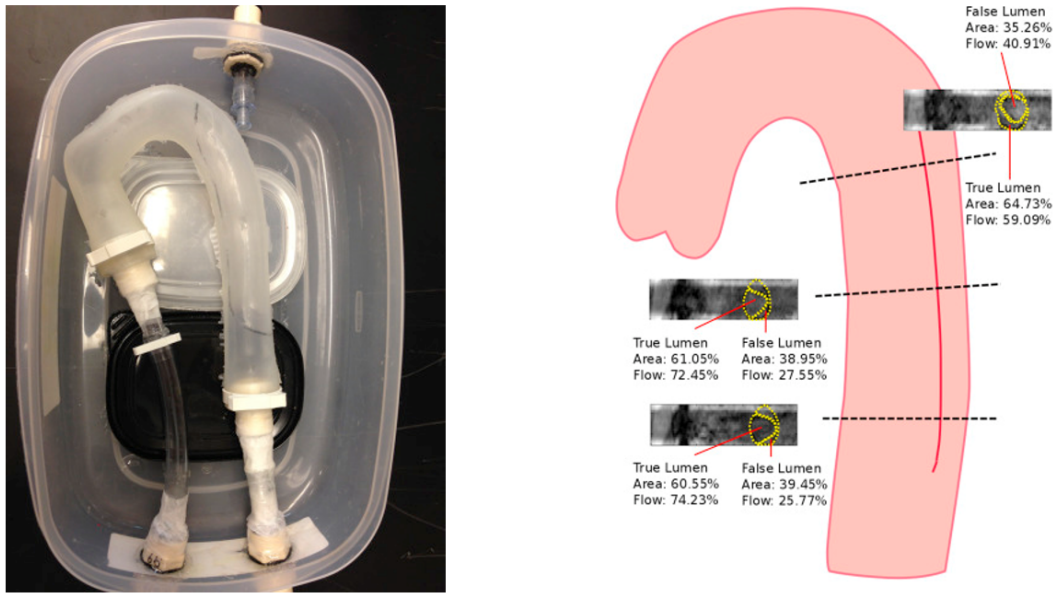 False Lumen
Area: 35.26%
Flow: 40.91%
True Lumen
Area: 64.73%
Flow: 59.09%
True Lumen
Area: 61.05%
Flow: 72.45%
False Lumen
Area: 38.95%
Flow: 27.55%
True Lumen
Area: 60.55%
Flow: 74.23%
False Lumen
Area: 39.45%
Flow: 25.77%